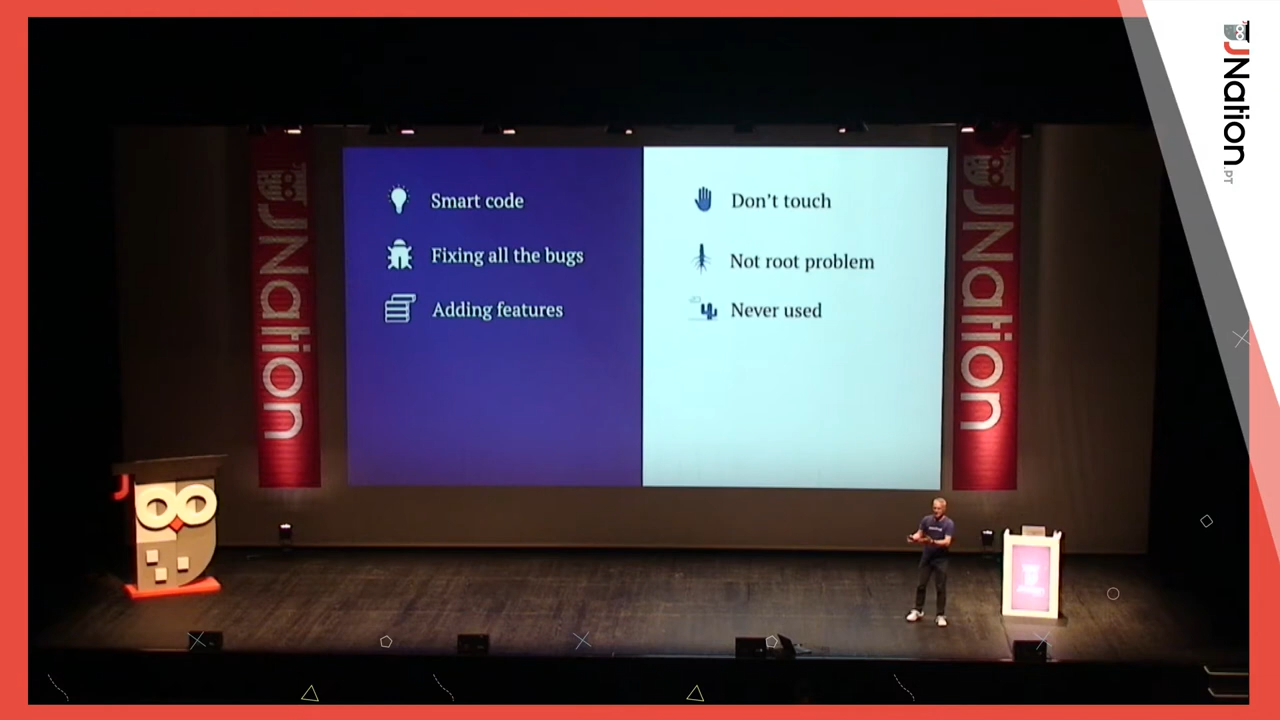 JNation
.PT
JNation
Smart code
Fixing all the bugs
Adding features
Don't touch
Not root problem
Never used
JNation